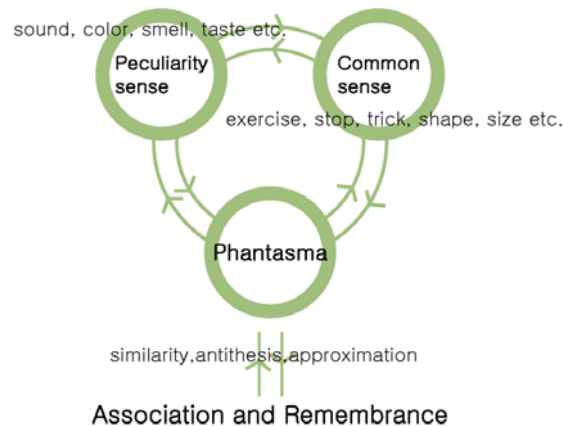 sound, color, smell, taste etc.
Peculiarity
sense
Common
sense
exercise, stop, trick, shape, size etc.
Phantasma
similarity,antithesis,approximation
Association and Remembrance